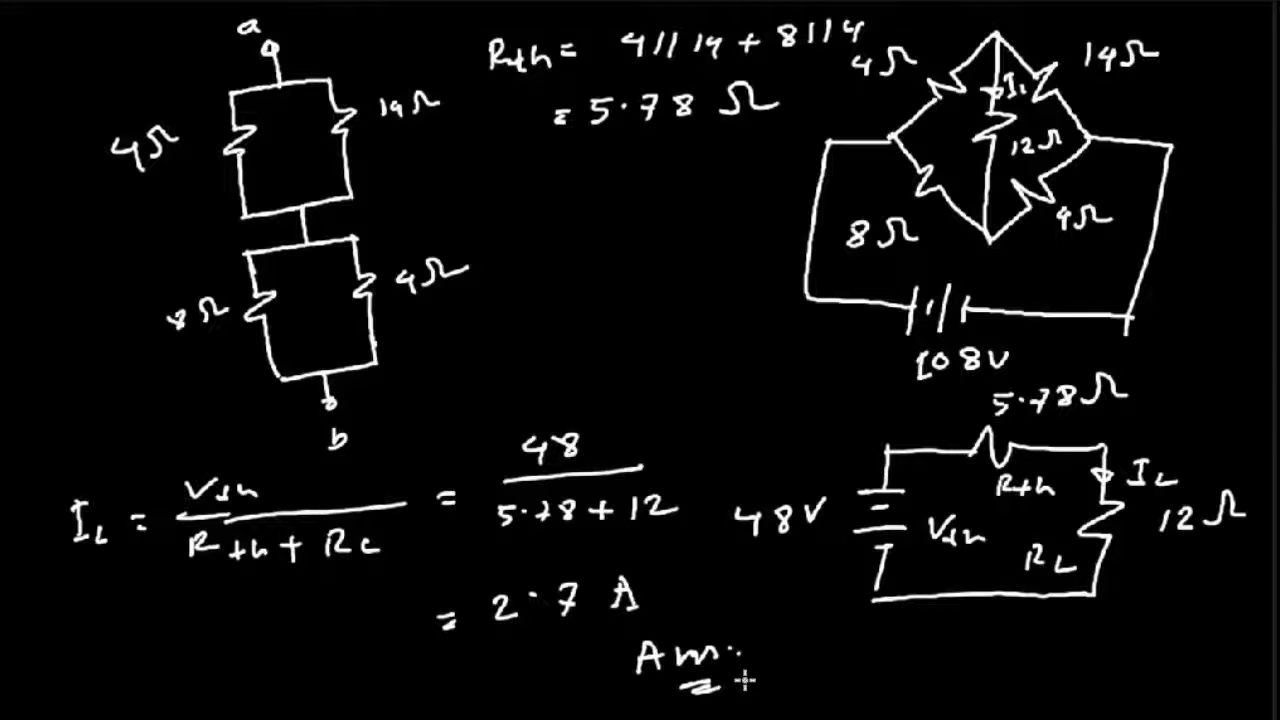 a
4Ω
14Ω
8Ω
4Ω
b
Rth = 4//14 + 8//4
= 5.78 Ω
4Ω
14Ω
I
12Ω
8Ω
4Ω
108V
IL = Vth / Rth + RL = 48 / 5.78 + 12
= 2.7 A
Ans.
5.78Ω
Rth
IL
48V
Vth
RL
12Ω